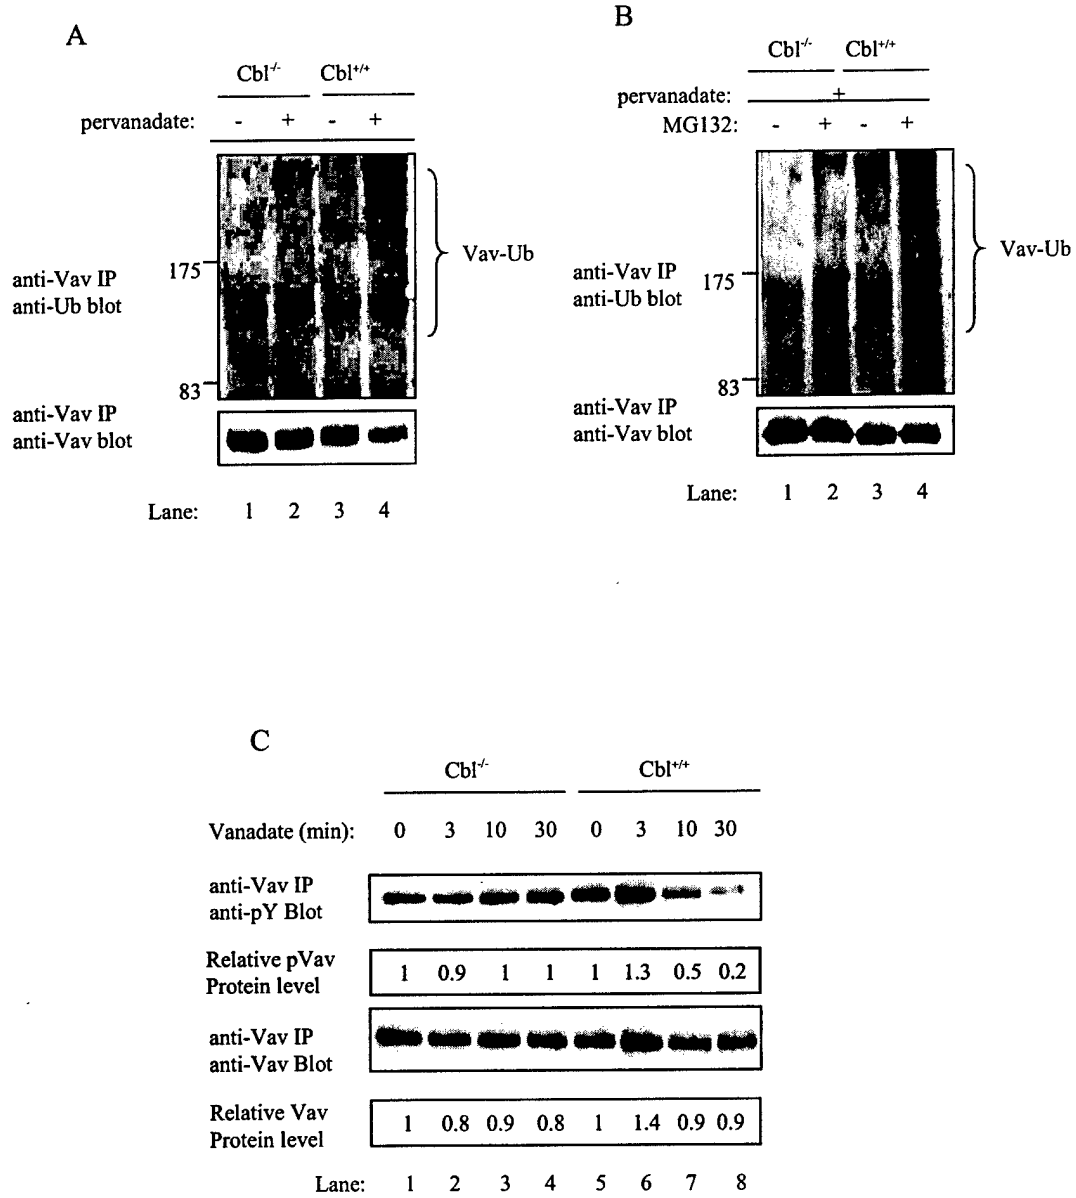 A
Cbl-/- Cbl+/+
pervanadate: - + - +
175
83
anti-Vav IP
anti-Ub blot
Vav-Ub
anti-Vav IP
anti-Vav blot
Lane: 1 2 3 4
B
Cbl-/- Cbl+/+
pervanadate: +
MG132: - + - +
175
83
anti-Vav IP
anti-Ub blot
Vav-Ub
anti-Vav IP
anti-Vav blot
Lane: 1 2 3 4
C
Cbl-/- Cbl+/+
Vanadate (min): 0 3 10 30 0 3 10 30
anti-Vav IP
anti-pY Blot
Relative pVav
Protein level
1 0.9 1 1 1 1.3 0.5 0.2
anti-Vav IP
anti-Vav Blot
Relative Vav
Protein level
1 0.8 0.9 0.8 1 1.4 0.9 0.9
Lane: 1 2 3 4 5 6 7 8